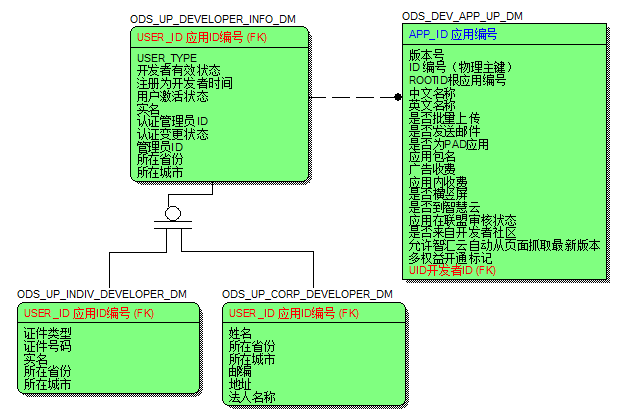 ODS_UP_DEVELOPER_INFO_DM
USER_ID 应用ID编号 (FK)
USER_TYPE
开发者有效状态
注册为开发者时间
用户激活状态
实名
认证管理员ID
认证变更状态
管理员ID
所在省份
所在城市
ODS_DEV_APP_UP_DM
APP_ID 应用编号
版本号
ID 编号（物理主键）
ROOTID根应用编号
中文名称
英文名称
是否批量上传
是否发送邮件
是否为PAD应用
应用包名
广告收费
应用内收费
是否横竖屏
是否到智慧云
应用在联盟审核状态
是否来自开发者社区
允许智汇云自动从页面抓取最新版本
多权益开通标记
UID开发者ID (FK)
ODS_UP_INDIV_DEVELOPER_DM
USER_ID 应用ID编号 (FK)
证件类型
证件号码
实名
所在省份
所在城市
ODS_UP_CORP_DEVELOPER_DM
USER_ID 应用ID编号 (FK)
姓名
所在省份
所在城市
邮编
地址
法人名称